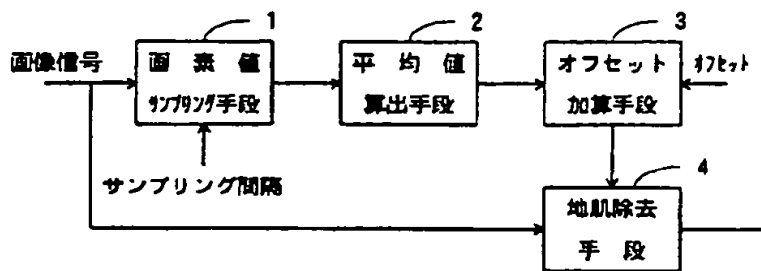 1
2
3
画像信号
画素値
サンプリング手段
平均値
算出手段
オフセット
加算手段
オフセット
サンプリング間隔
4
地肌除去
手段